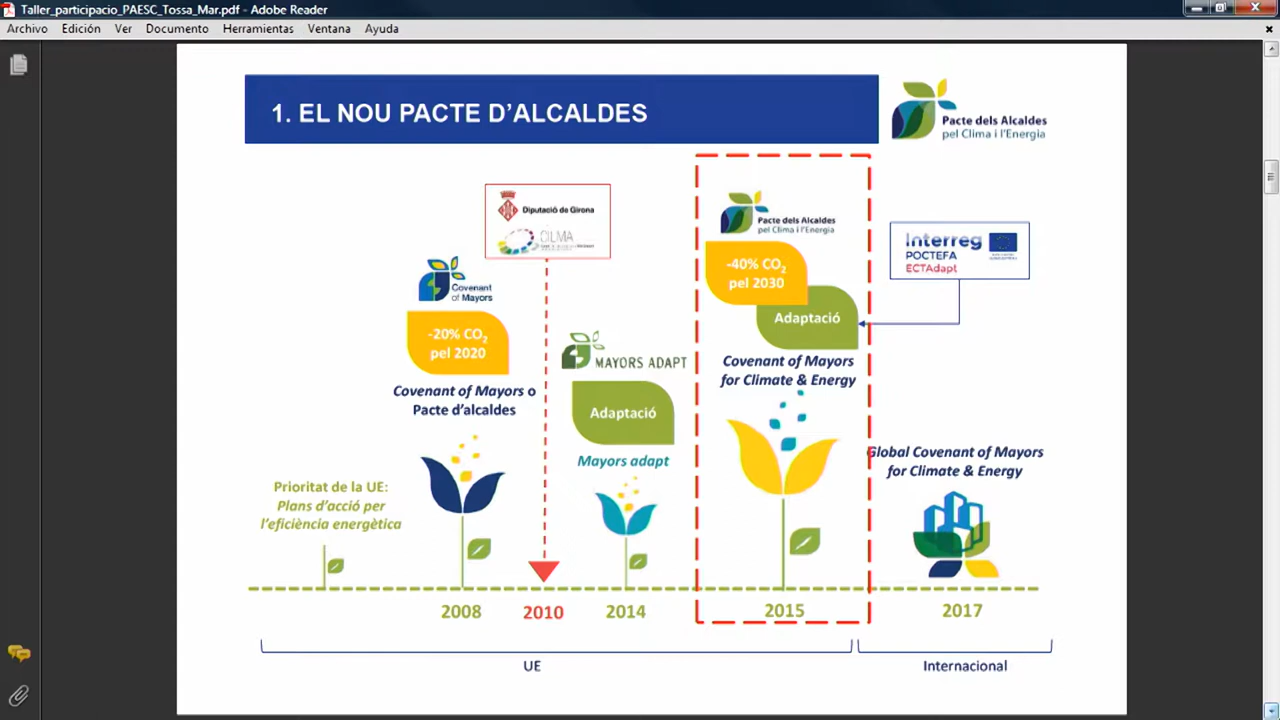 Taller_participacio_PAESC_Tossa_Mar.pdf - Adobe Reader
Archivo Edición Ver Documento Herramientas Ventana Ayuda
1. EL NOU PACTE D'ALCALDES
Pacte dels Alcaldes
pel Clima i l'Energia
Diputació de Girona
CILMA
Pacte dels Alcaldes
pel Clima i l'Energia
-40% CO₂
pel 2030
Adaptació
Interreg
POCTEFA
ECTAdapt
Covenant
of Mayors
-20% CO₂
pel 2020
Covenant of Mayors o
Pacte d'alcaldes
MAYORS ADAPT
Adaptació
Mayors adapt
Covenant of Mayors
for Climate & Energy
Global Covenant of Mayors
for Climate & Energy
Prioritat de la UE:
Plans d'acció per
l'eficiència energètica
2008 2010 2014 2015 2017
UE Internacional